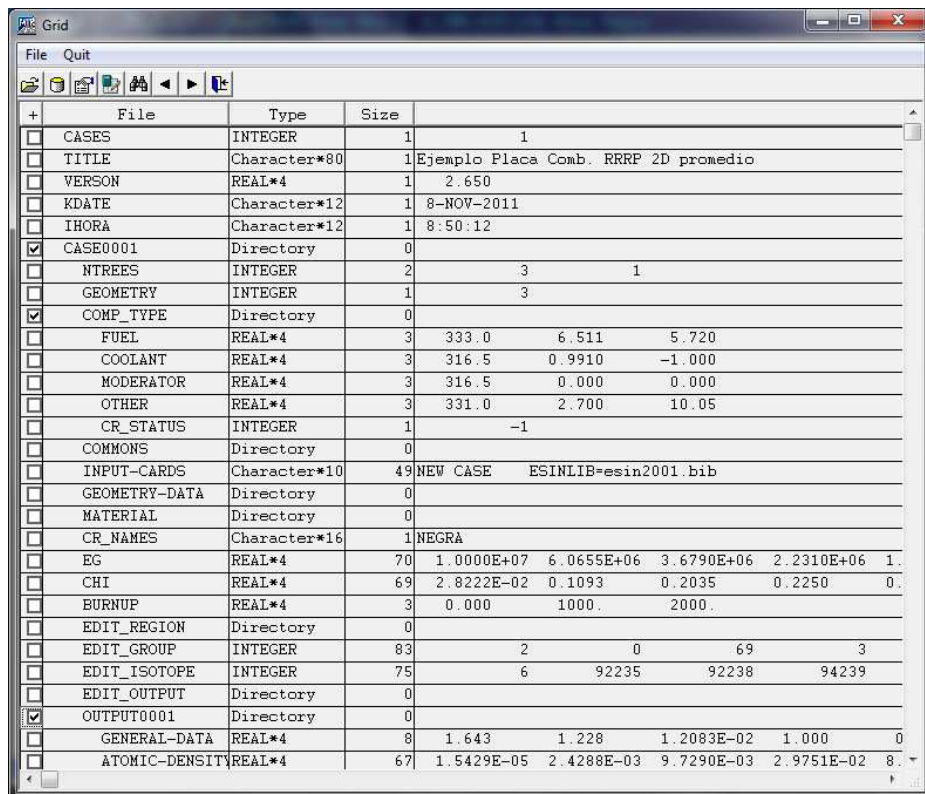 Grid
File Quit
+ File Type Size
CASES INTEGER 1 1
TITLE Character*80 1 Ejemplo Placa Comb. RRRP 2D promedio
VERSON REAL*4 1 2.650
KDATE Character*12 1 8-NOV-2011
IHORA Character*12 1 8:50:12
CASE0001 Directory 0
NTREES INTEGER 2 3 1
GEOMETRY INTEGER 1 3
COMP_TYPE Directory 0
FUEL REAL*4 3 333.0 6.511 5.720
COOLANT REAL*4 3 316.5 0.9910 -1.000
MODERATOR REAL*4 3 316.5 0.000 0.000
OTHER REAL*4 3 331.0 2.700 10.05
CR_STATUS INTEGER 1 -1
COMMONS Directory 0
INPUT-CARDS Character*10 49 NEW CASE ESINLIB=esin2001.bib
GEOMETRY-DATA Directory 0
MATERIAL Directory 0
CR_NAMES Character*16 1 NEGRA
EG REAL*4 70 1.0000E+07 6.0655E+06 3.6790E+06 2.2310E+06 1.
CHI REAL*4 69 2.8222E-02 0.1093 0.2035 0.2250 0.
BURNUP REAL*4 3 0.000 1000. 2000.
EDIT_REGION Directory 0
EDIT_GROUP INTEGER 83 2 0 69 3
EDIT_ISOTOPE INTEGER 75 6 92235 92238 94239
EDIT_OUTPUT Directory 0
OUTPUT0001 Directory 0
GENERAL-DATA REAL*4 8 1.643 1.228 1.2083E-02 1.000 0
ATOMIC-DENSITY REAL*4 67 1.5429E-05 2.4288E-03 9.7290E-03 2.9751E-02 8.